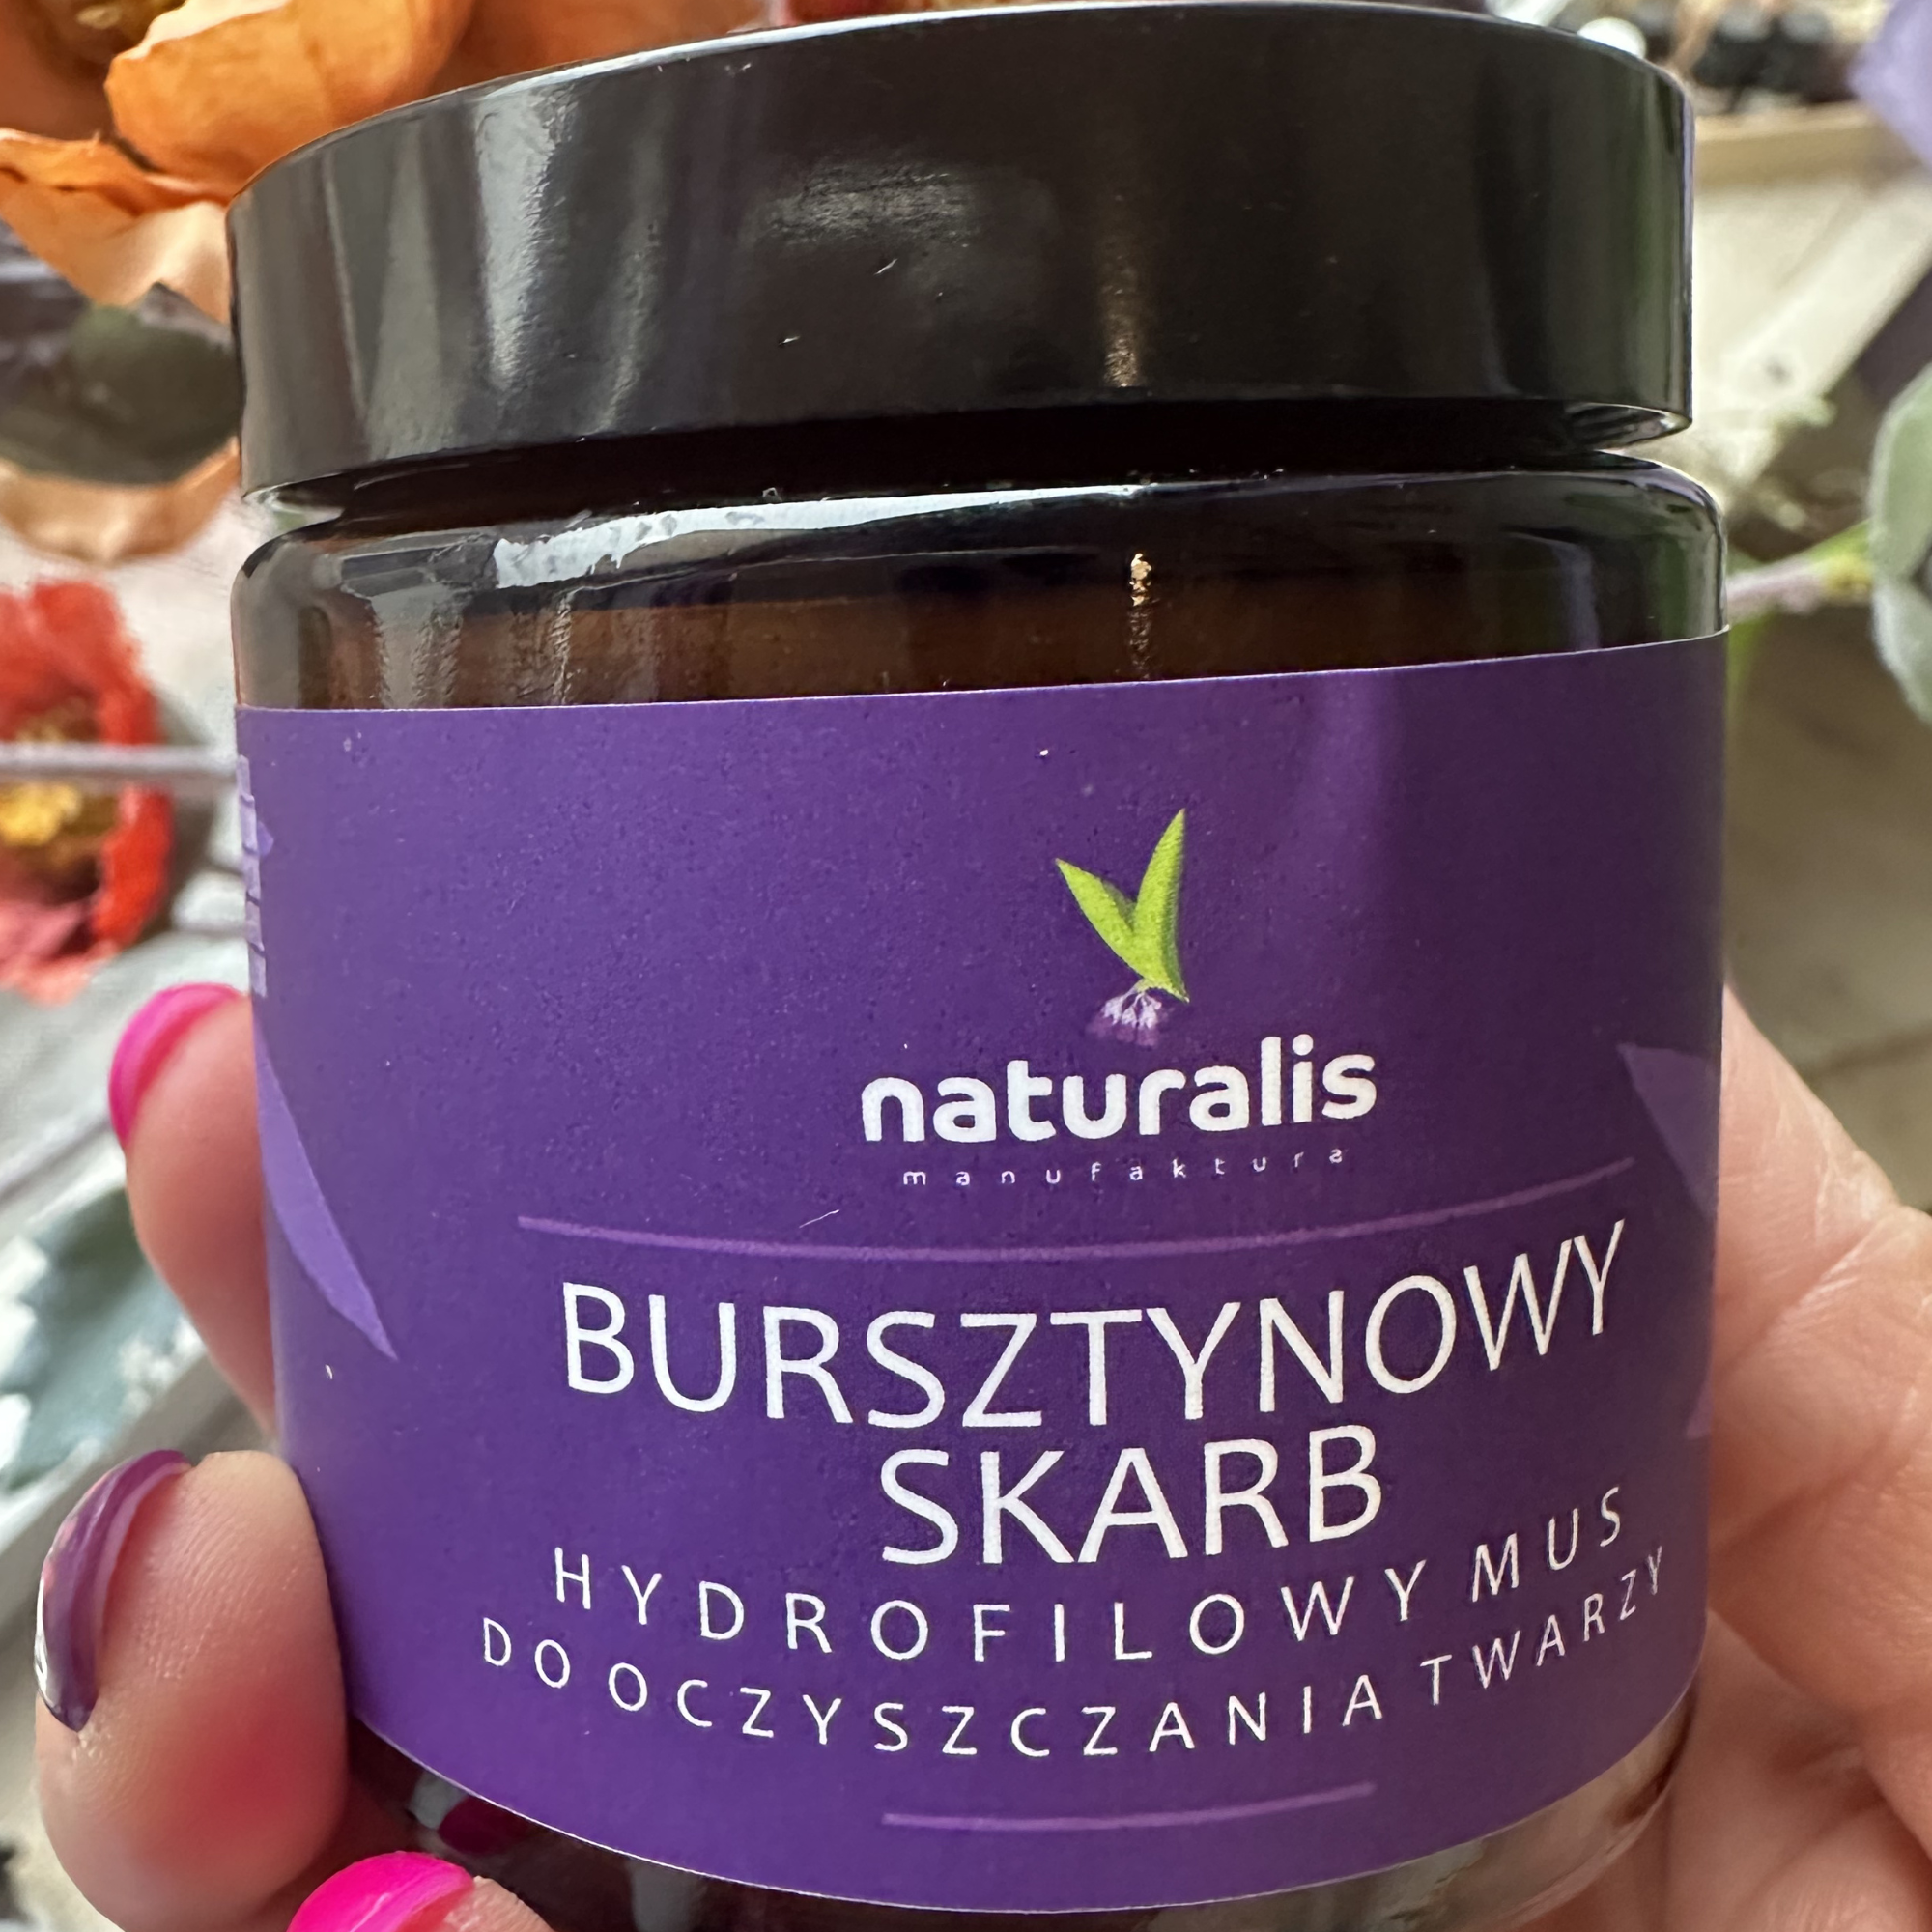 naturalis
manufaktura
BURSZTYNOWY
SKARB
HYDROFILOWY MUS
DO OCZYSZCZANIA TWARZY